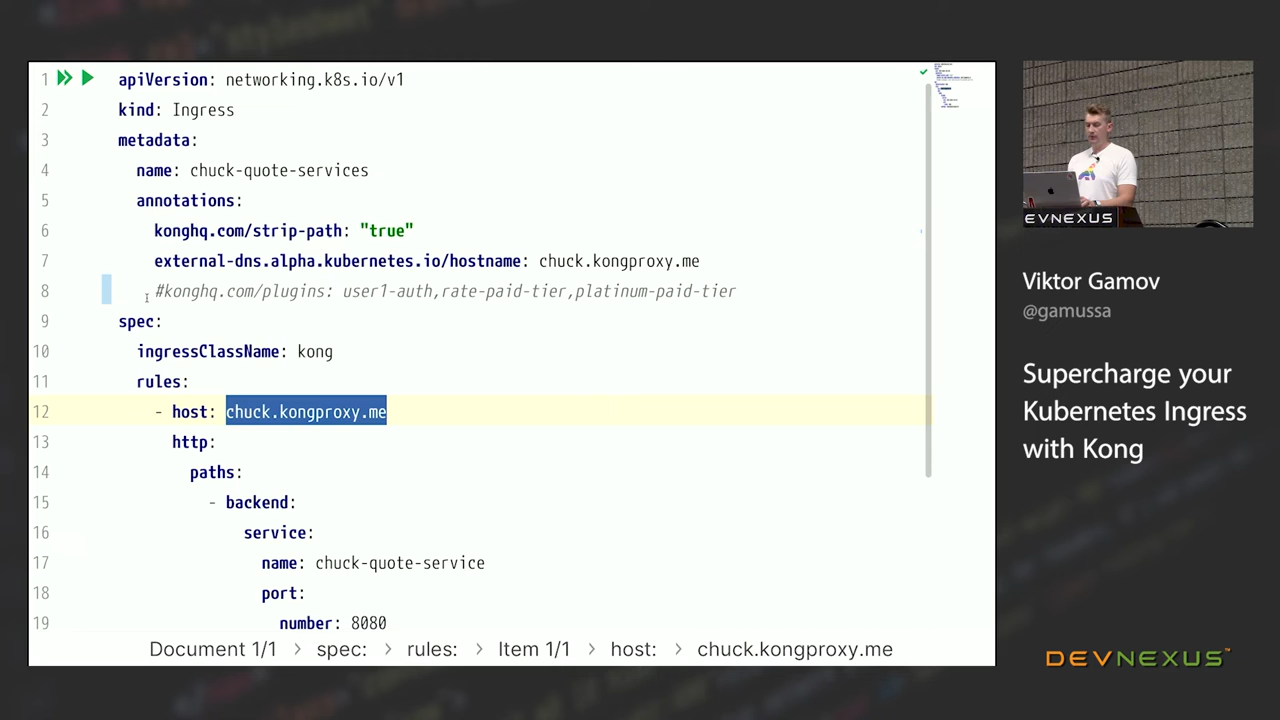 1 apiVersion: networking.k8s.io/v1
2 kind: Ingress
3 metadata:
4 name: chuck-quote-services
5 annotations:
6 konghq.com/strip-path: "true"
7 external-dns.alpha.kubernetes.io/hostname: chuck.kongproxy.me
8 #konghq.com/plugins: user1-auth,rate-paid-tier,platinum-paid-tier
9 spec:
10 ingressClassName: kong
11 rules:
12 - host: chuck.kongproxy.me
13 http:
14 paths:
15 - backend:
16 service:
17 name: chuck-quote-service
18 port:
19 number: 8080
Document 1/1 > spec: > rules: > Item 1/1 > host: > chuck.kongproxy.me
EVNEXUS
Viktor Gamov
@gamussa
Supercharge your
Kubernetes Ingress
with Kong
DEVNEXUS™